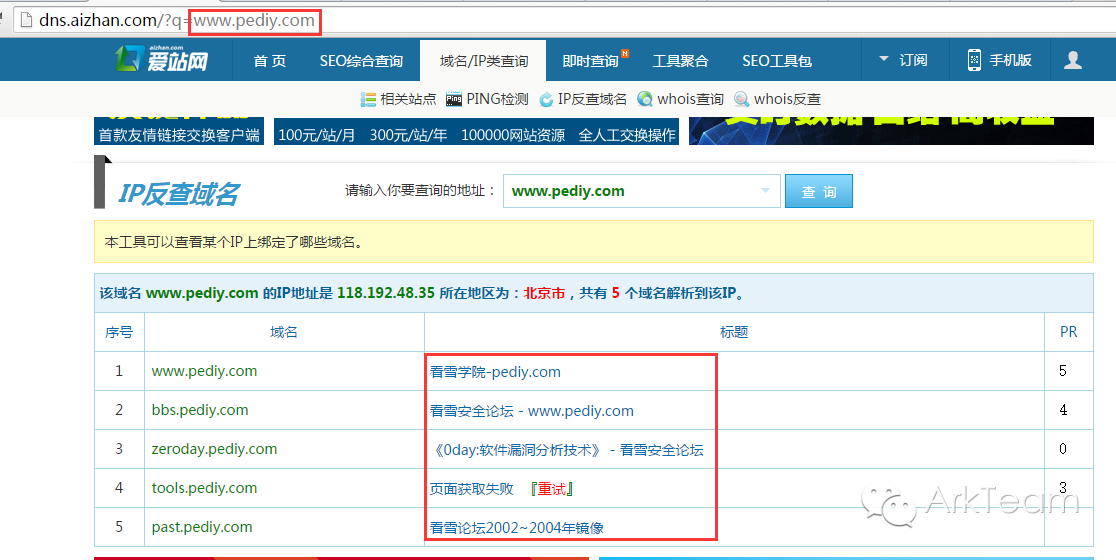 dns.aizhan.com/?q=www.pediy.com
aizhan.com
爱站网 首 页 SEO综合查询 域名/IP类查询 即时查询 N 工具聚合 SEO工具包 订阅 手机版
相关站点 Ping PING检测 IP反查域名 whois查询 whois反查
首款友情链接交换客户端 100元/站/月 300元/站/年 100000网站资源 全人工交换操作
IP反查域名 请输入你要查询的地址： www.pediy.com 查 询
本工具可以查看某个IP上绑定了哪些域名。
该域名 www.pediy.com 的IP地址是 118.192.48.35 所在地区为：北京市，共有 5 个域名解析到该IP。
序号 域名 标题 PR
1 www.pediy.com 看雪学院-pediy.com 5
2 bbs.pediy.com 看雪安全论坛 - www.pediy.com 4
3 zeroday.pediy.com 《0day:软件漏洞分析技术》 - 看雪安全论坛 0
4 tools.pediy.com 页面获取失败 『重试』 3
5 past.pediy.com 看雪论坛2002~2004年镜像
ArkTeam